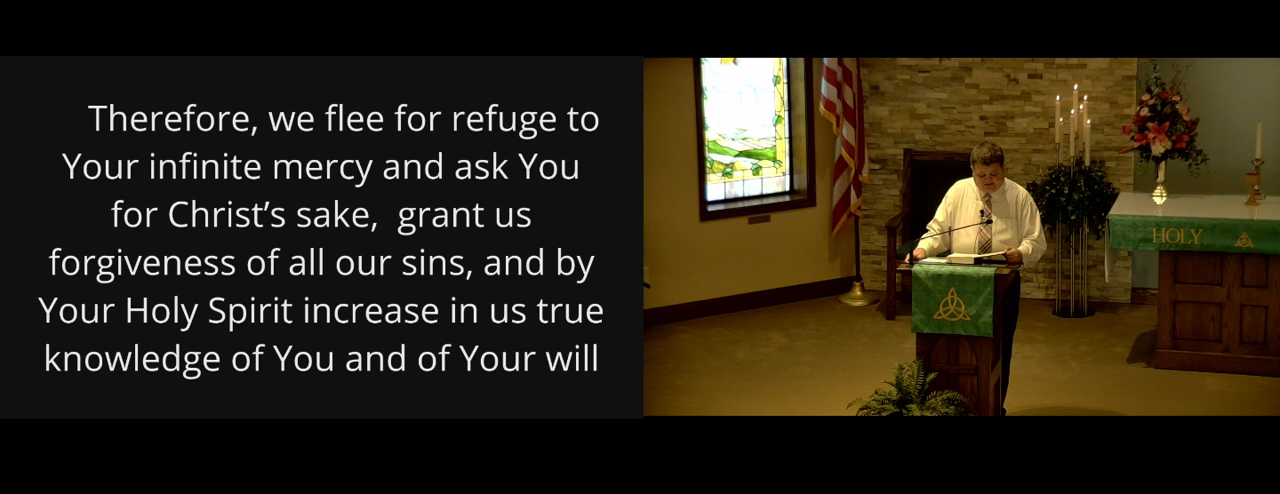 Therefore, we flee for refuge to
Your infinite mercy and ask You
for Christ's sake,  grant us
forgiveness of all our sins, and by
Your Holy Spirit increase in us true
knowledge of You and of Your will
HOLY